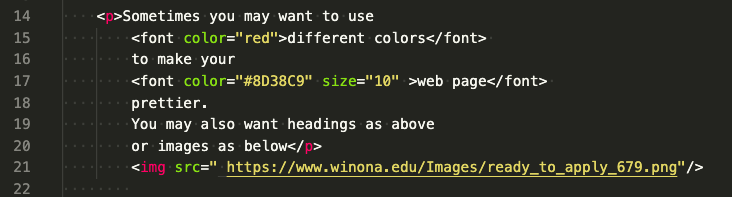 14 <p>Sometimes you may want to use
15 <font color="red">different colors</font>
16 to make your
17 <font color="#8D38C9" size="10" >web page</font>
18 prettier.
19 You may also want headings as above
20 or images as below</p>
21 <img src=" https://www.winona.edu/Images/ready_to_apply_679.png"/>
22